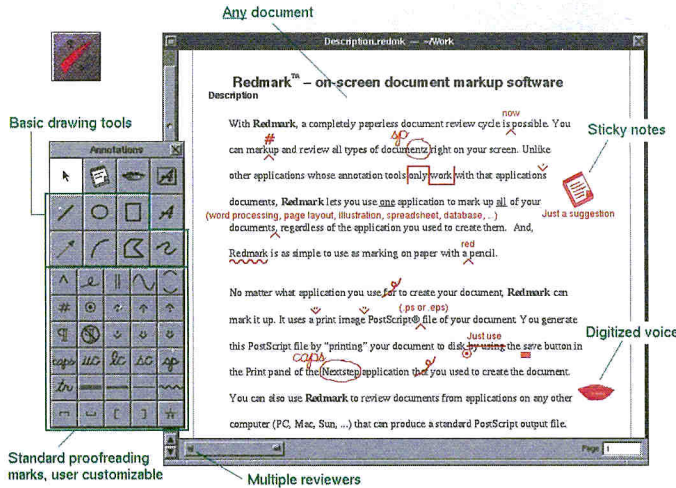 Any document
Description.redmk — ~/Work
Redmark™ – on-screen document markup software
Description
Basic drawing tools
now
With Redmark, a completely paperless document review cycle is possible. You
# sp
can markup and review all types of documentz right on your screen. Unlike
Sticky notes
Annotations
other applications whose annotation tools only work with that applications
documents, Redmark lets you use one application to mark up all of your
Just a suggestion
(word processing, page layout, illustration, spreadsheet, database, ...)
documents, regardless of the application you used to create them. And,
red
Redmark is as simple to use as marking on paper with a pencil.
No matter what application you use for to create your document, Redmark can
(.ps or .eps)
mark it up. It uses a print image PostScript® file of your document. You generate
Just use
Digitized voice
this PostScript file by "printing" your document to disk by using the save button in
caps
the Print panel of the Nextstep application that you used to create the document.
caps uc lc sc sp
tr
You can also use Redmark to review documents from applications on any other
computer (PC, Mac, Sun, ...) that can produce a standard PostScript output file.
Page 1
Standard proofreading
marks, user customizable
Multiple reviewers